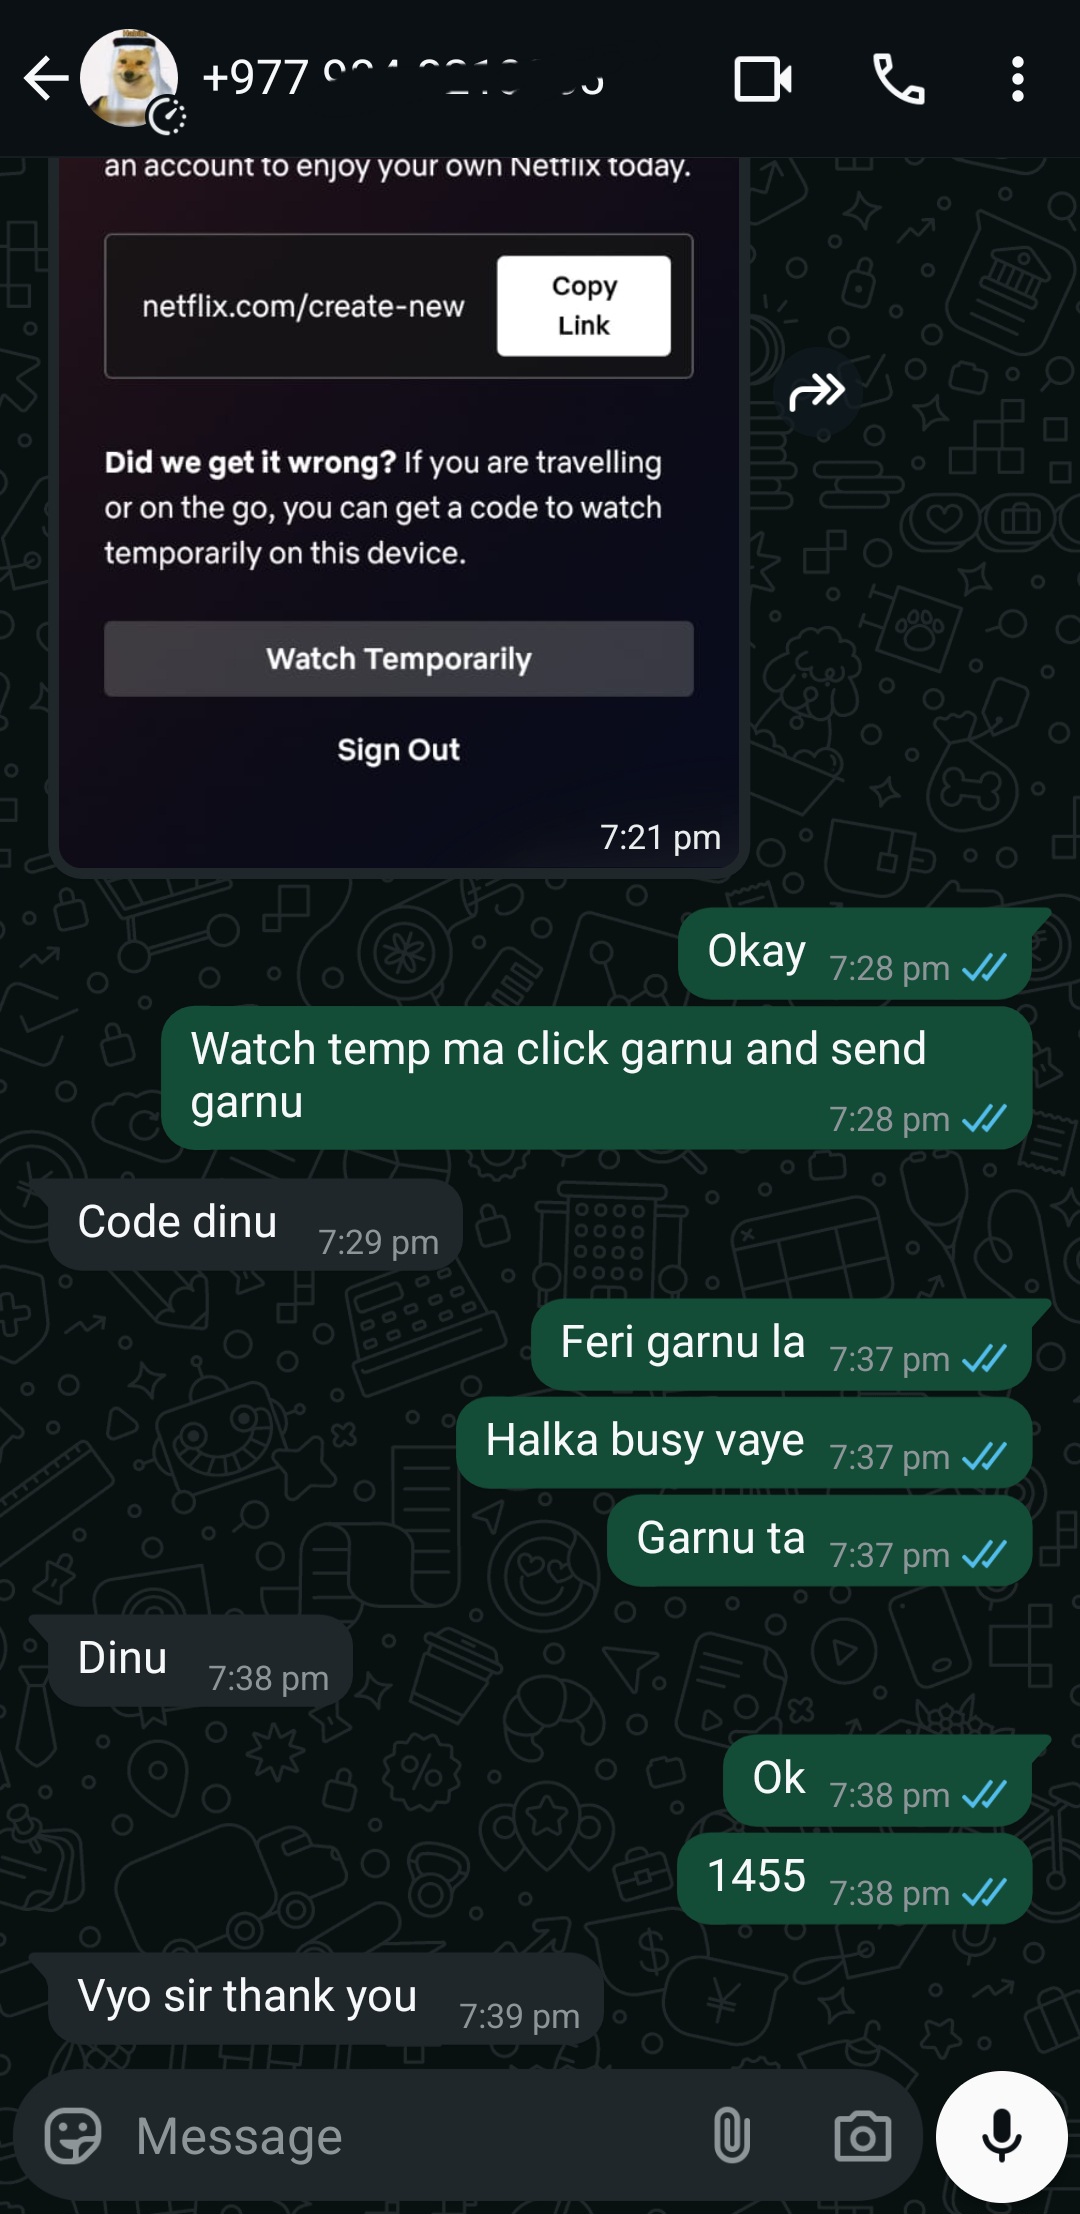 +977
an account to enjoy your own Netflix today.
netflix.com/create-new
Copy
Link
Did we get it wrong? If you are travelling
or on the go, you can get a code to watch
temporarily on this device.
Watch Temporarily
Sign Out
7:21 pm
Okay 7:28 pm
Watch temp ma click garnu and send
garnu 7:28 pm
Code dinu 7:29 pm
Feri garnu la 7:37 pm
Halka busy vaye 7:37 pm
Garnu ta 7:37 pm
Dinu 7:38 pm
Ok 7:38 pm
1455 7:38 pm
Vyo sir thank you 7:39 pm
Message